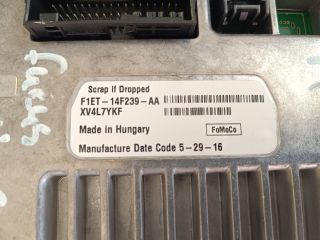 Scrap If Dropped
F1ET-14F239-AA
XV4L7YKF
Made in Hungary FoMoCo
Manufacture Date Code 5-29-16